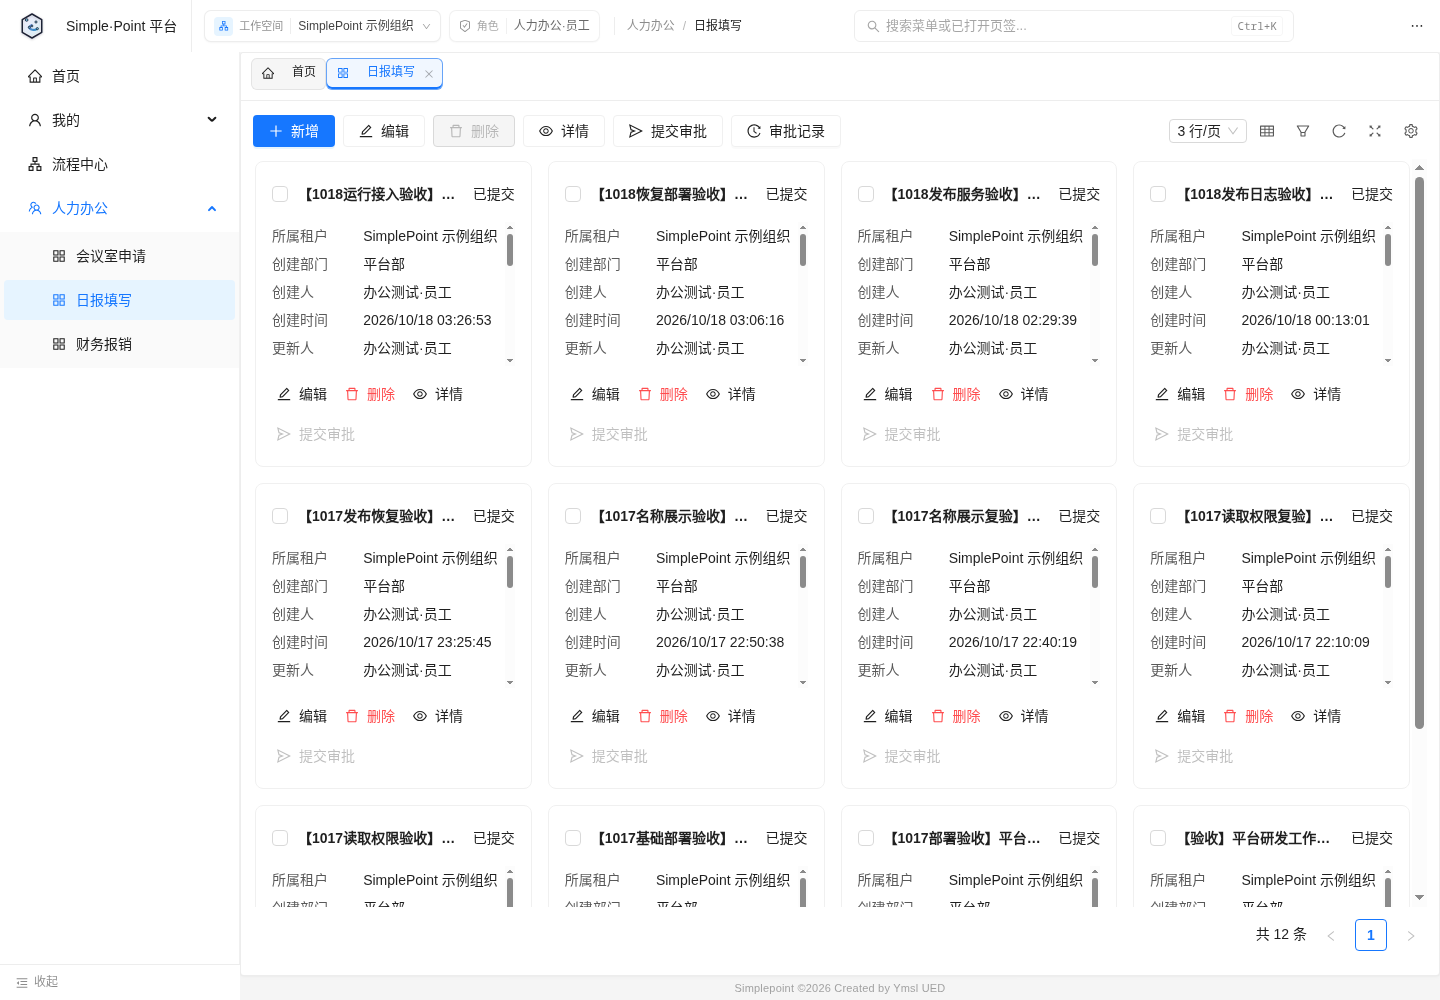 Simple·Point 平台
工作空间 SimplePoint 示例组织
角色 人力办公·员工
人力办公 / 日报填写
搜索菜单或已打开页签... Ctrl+K
首页
我的
流程中心
人力办公
会议室申请
日报填写
财务报销
收起
首页 日报填写
新增 编辑 删除 详情 提交审批 审批记录 3 行/页
【1018运行接入验收】... 已提交
所属租户 SimplePoint 示例组织
创建部门 平台部
创建人 办公测试·员工
创建时间 2026/10/18 03:26:53
更新人 办公测试·员工
编辑 删除 详情
提交审批
【1018恢复部署验收】... 已提交
所属租户 SimplePoint 示例组织
创建部门 平台部
创建人 办公测试·员工
创建时间 2026/10/18 03:06:16
更新人 办公测试·员工
编辑 删除 详情
提交审批
【1018发布服务验收】... 已提交
所属租户 SimplePoint 示例组织
创建部门 平台部
创建人 办公测试·员工
创建时间 2026/10/18 02:29:39
更新人 办公测试·员工
编辑 删除 详情
提交审批
【1018发布日志验收】... 已提交
所属租户 SimplePoint 示例组织
创建部门 平台部
创建人 办公测试·员工
创建时间 2026/10/18 00:13:01
更新人 办公测试·员工
编辑 删除 详情
提交审批
【1017发布恢复验收】... 已提交
所属租户 SimplePoint 示例组织
创建部门 平台部
创建人 办公测试·员工
创建时间 2026/10/17 23:25:45
更新人 办公测试·员工
编辑 删除 详情
提交审批
【1017名称展示验收】... 已提交
所属租户 SimplePoint 示例组织
创建部门 平台部
创建人 办公测试·员工
创建时间 2026/10/17 22:50:38
更新人 办公测试·员工
编辑 删除 详情
提交审批
【1017名称展示复验】... 已提交
所属租户 SimplePoint 示例组织
创建部门 平台部
创建人 办公测试·员工
创建时间 2026/10/17 22:40:19
更新人 办公测试·员工
编辑 删除 详情
提交审批
【1017读取权限复验】... 已提交
所属租户 SimplePoint 示例组织
创建部门 平台部
创建人 办公测试·员工
创建时间 2026/10/17 22:10:09
更新人 办公测试·员工
编辑 删除 详情
提交审批
【1017读取权限验收】... 已提交
所属租户 SimplePoint 示例组织
创建部门 平台部
【1017基础部署验收】... 已提交
所属租户 SimplePoint 示例组织
创建部门 平台部
【1017部署验收】平台... 已提交
所属租户 SimplePoint 示例组织
创建部门 平台部
【验收】平台研发工作... 已提交
所属租户 SimplePoint 示例组织
创建部门 平台部
共 12 条 1
Simplepoint ©2026 Created by Ymsl UED